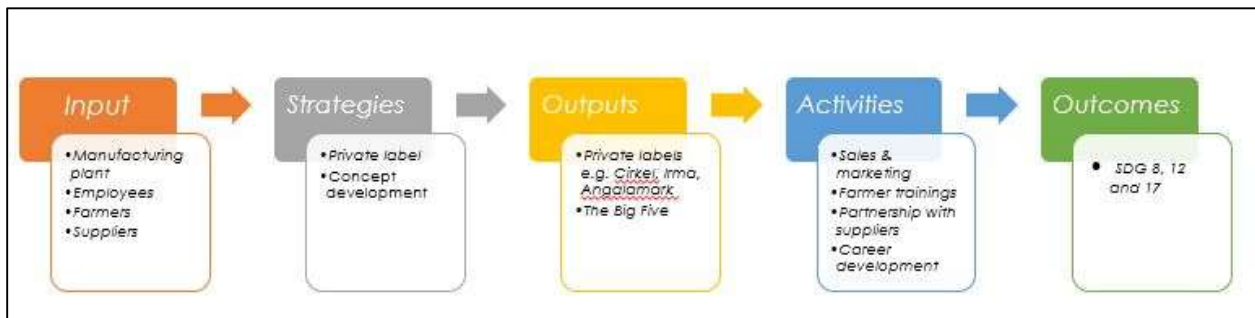 Input
•Manufacturing
plant
•Employees
•Farmers
•Suppliers
Strategies
•Private label
•Concept
development
Outputs
•Private labels
e.g. Cirkel, Irma,
Angalamark
•The Big Five
Activities
•Sales &
marketing
•Farmer trainings
•Partnership with
suppliers
•Career
development
Outcomes
• SDG 8, 12
and 17